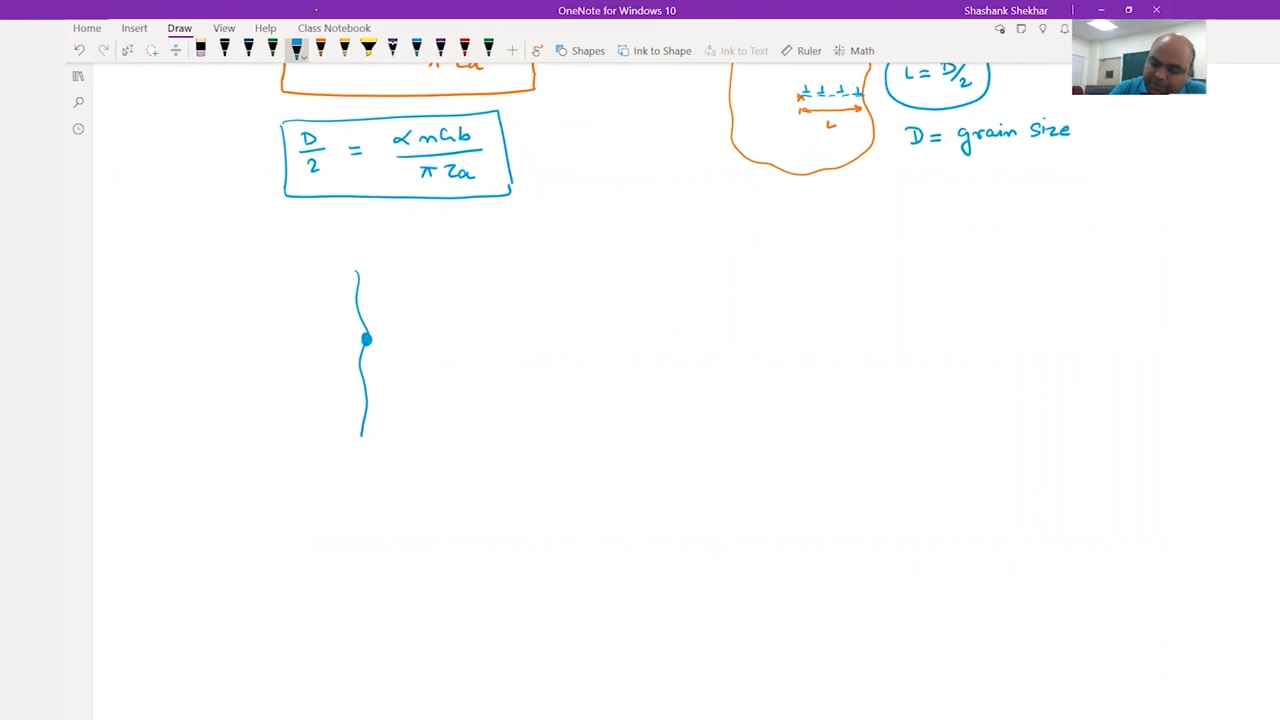 OneNote for Windows 10
Shashank Shekhar
Home Insert Draw View Help Class Notebook
Shapes Ink to Shape Ink to Text Ruler Math
L = D/2
L
D = grain size
D/2 = αnGb/πτa